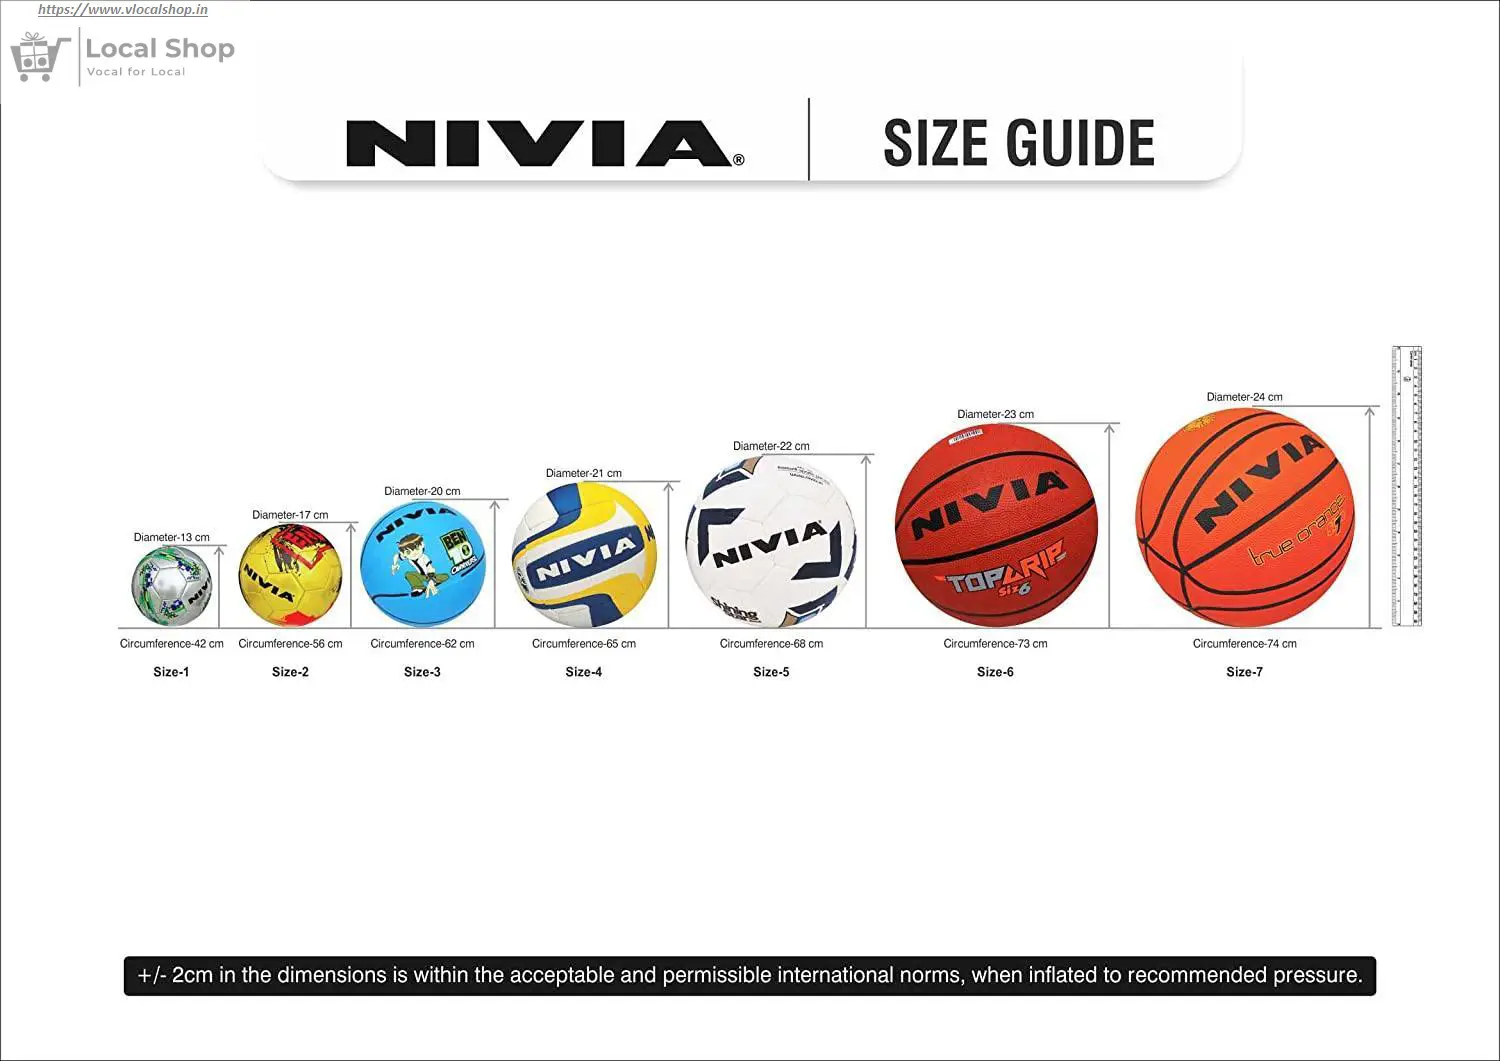 https://www.vlocalshop.in
Local Shop
Vocal for Local
NIVIA®
SIZE GUIDE
Diameter-13 cm
Diameter-17 cm
Diameter-20 cm
Diameter-21 cm
Diameter-22 cm
Diameter-23 cm
Diameter-24 cm
NIVIA
NIVIA
NIVIA
BEN
10
NIVIA
NIVIA
Shining
NIVIA
TOPGRIP
Size 6
NIVIA
true orange
7
Circumference-42 cm
Circumference-56 cm
Circumference-62 cm
Circumference-65 cm
Circumference-68 cm
Circumference-73 cm
Circumference-74 cm
Size-1
Size-2
Size-3
Size-4
Size-5
Size-6
Size-7
+/- 2cm in the dimensions is within the acceptable and permissible international norms, when inflated to recommended pressure.